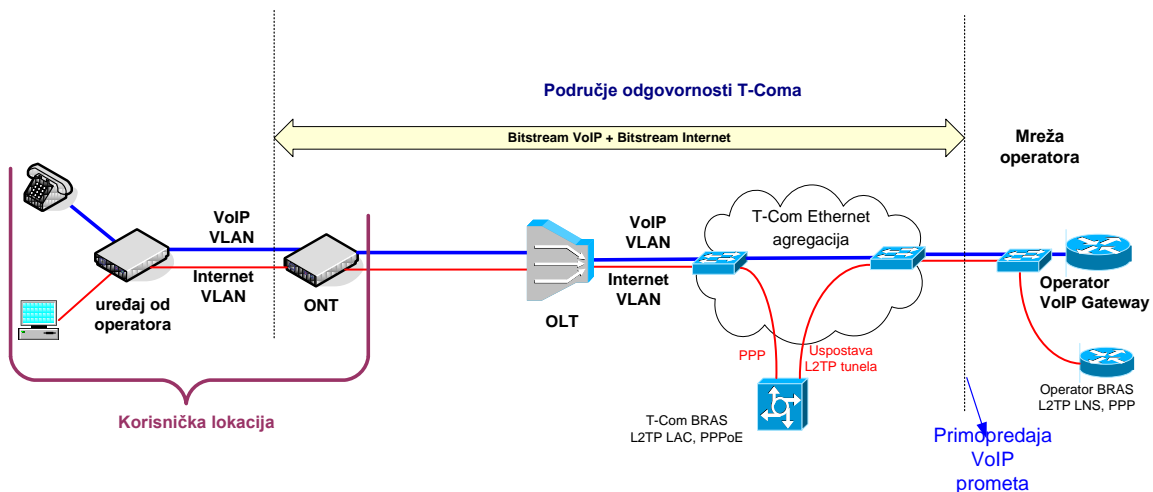 Područje odgovornosti T-Coma
Bitstream VoIP + Bitstream Internet
Mreža
operatora
VoIP
VLAN
Internet
VLAN
uređaj od
operatora
ONT
OLT
VoIP
VLAN
Internet
VLAN
T-Com Ethernet
agregacija
Operator
VoIP Gateway
PPP
Uspostava
L2TP tunela
T-Com BRAS
L2TP LAC, PPPoE
Operator BRAS
L2TP LNS, PPP
Korisnička lokacija
Primopredaja
VoIP
prometa